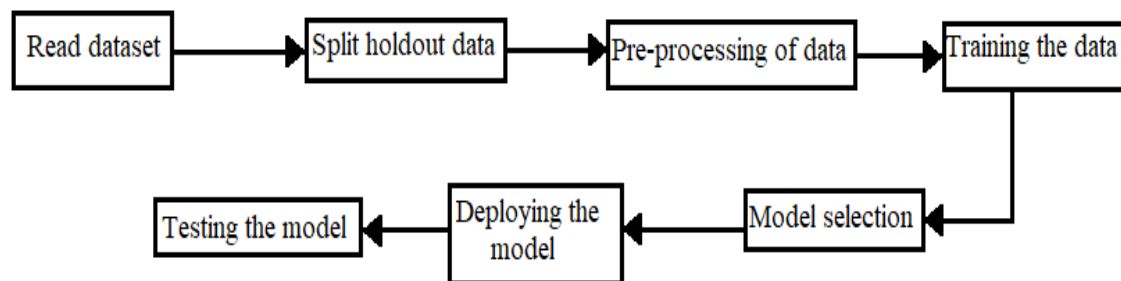 Read dataset
Split holdout data
Pre-processing of data
Training the data
Model selection
Deploying the
model
Testing the model